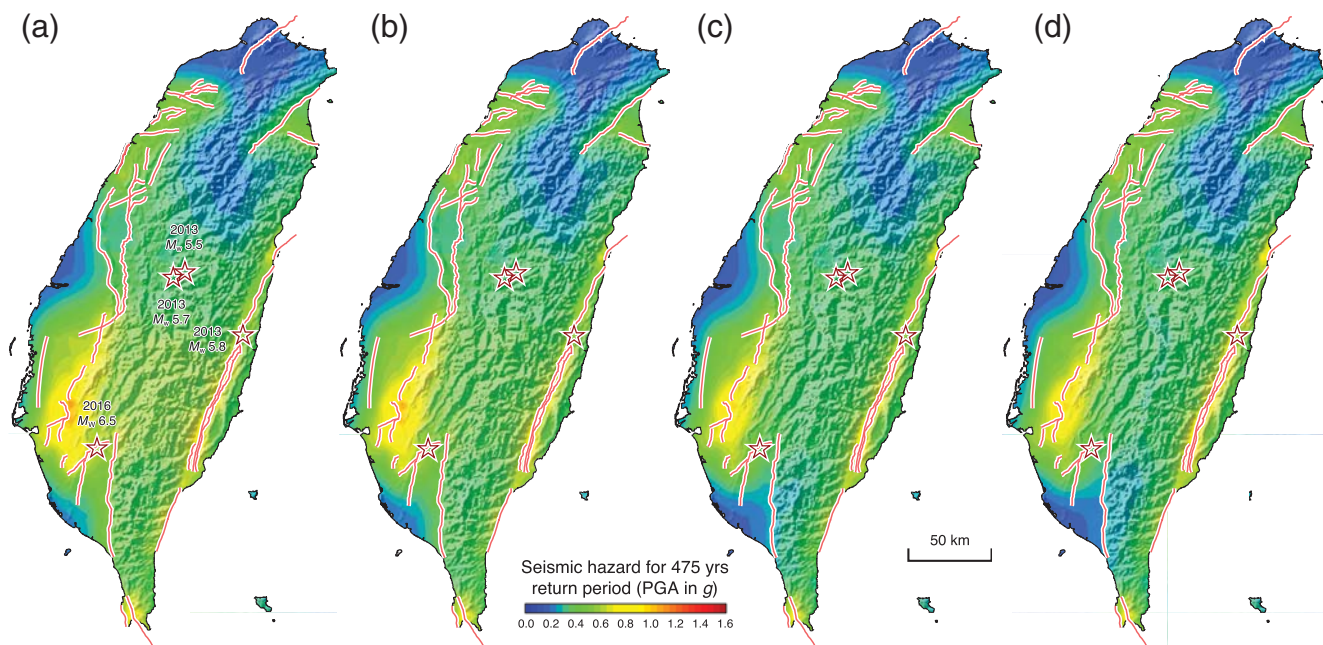 (a)
(b)
(c)
(d)
2013
Mw 5.5
2013
Mw 5.7
2013
Mw 5.8
2016
MW 6.5
50 km
Seismic hazard for 475 yrs
return period (PGA in g)
0.0 0.2 0.4 0.6 0.8 1.0 1.2 1.4 1.6